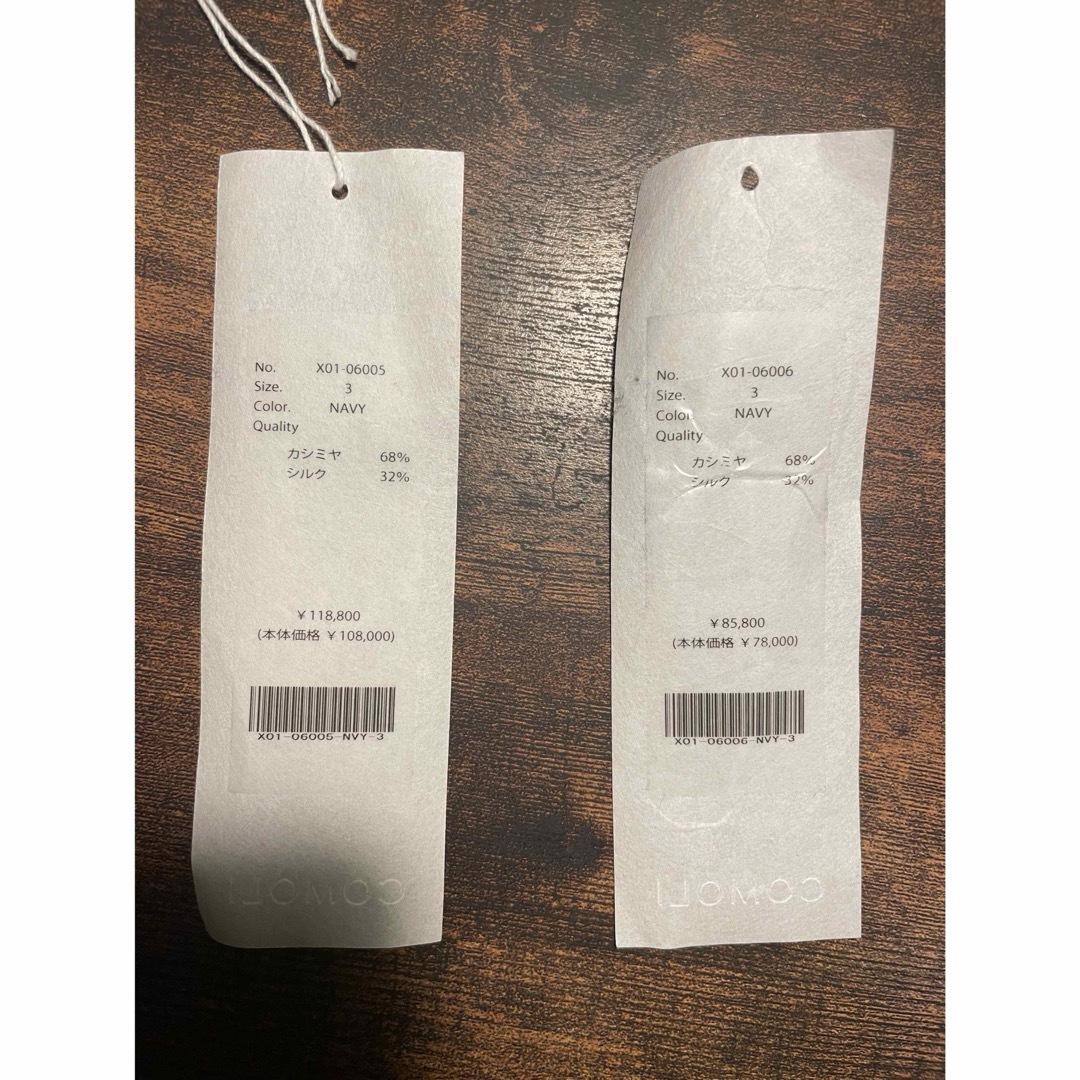 No. X01-06005
Size. 3
Color. NAVY
Quality
カシミヤ 68%
シルク 32%
¥118,800
(本体価格 ¥108,000)
X01-06005-NVY-3
COMOLI
No. X01-06006
Size. 3
Color. NAVY
Quality
カシミヤ 68%
シルク 32%
¥85,800
(本体価格 ¥78,000)
X01-06006-NVY-3
COMOLI